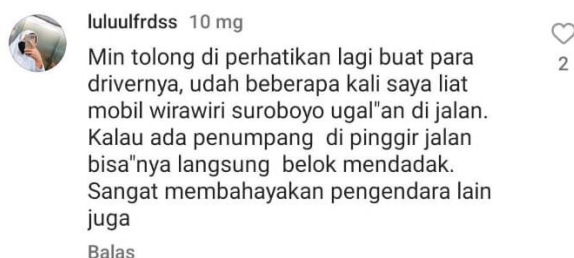 luluulfrdss 10 mg
Min tolong di perhatikan lagi buat para
drivernya, udah beberapa kali saya liat
mobil wirawiri suroboyo ugal"an di jalan.
Kalau ada penumpang di pinggir jalan
bisa"nya langsung belok mendadak.
Sangat membahayakan pengendara lain
juga
2
Balas